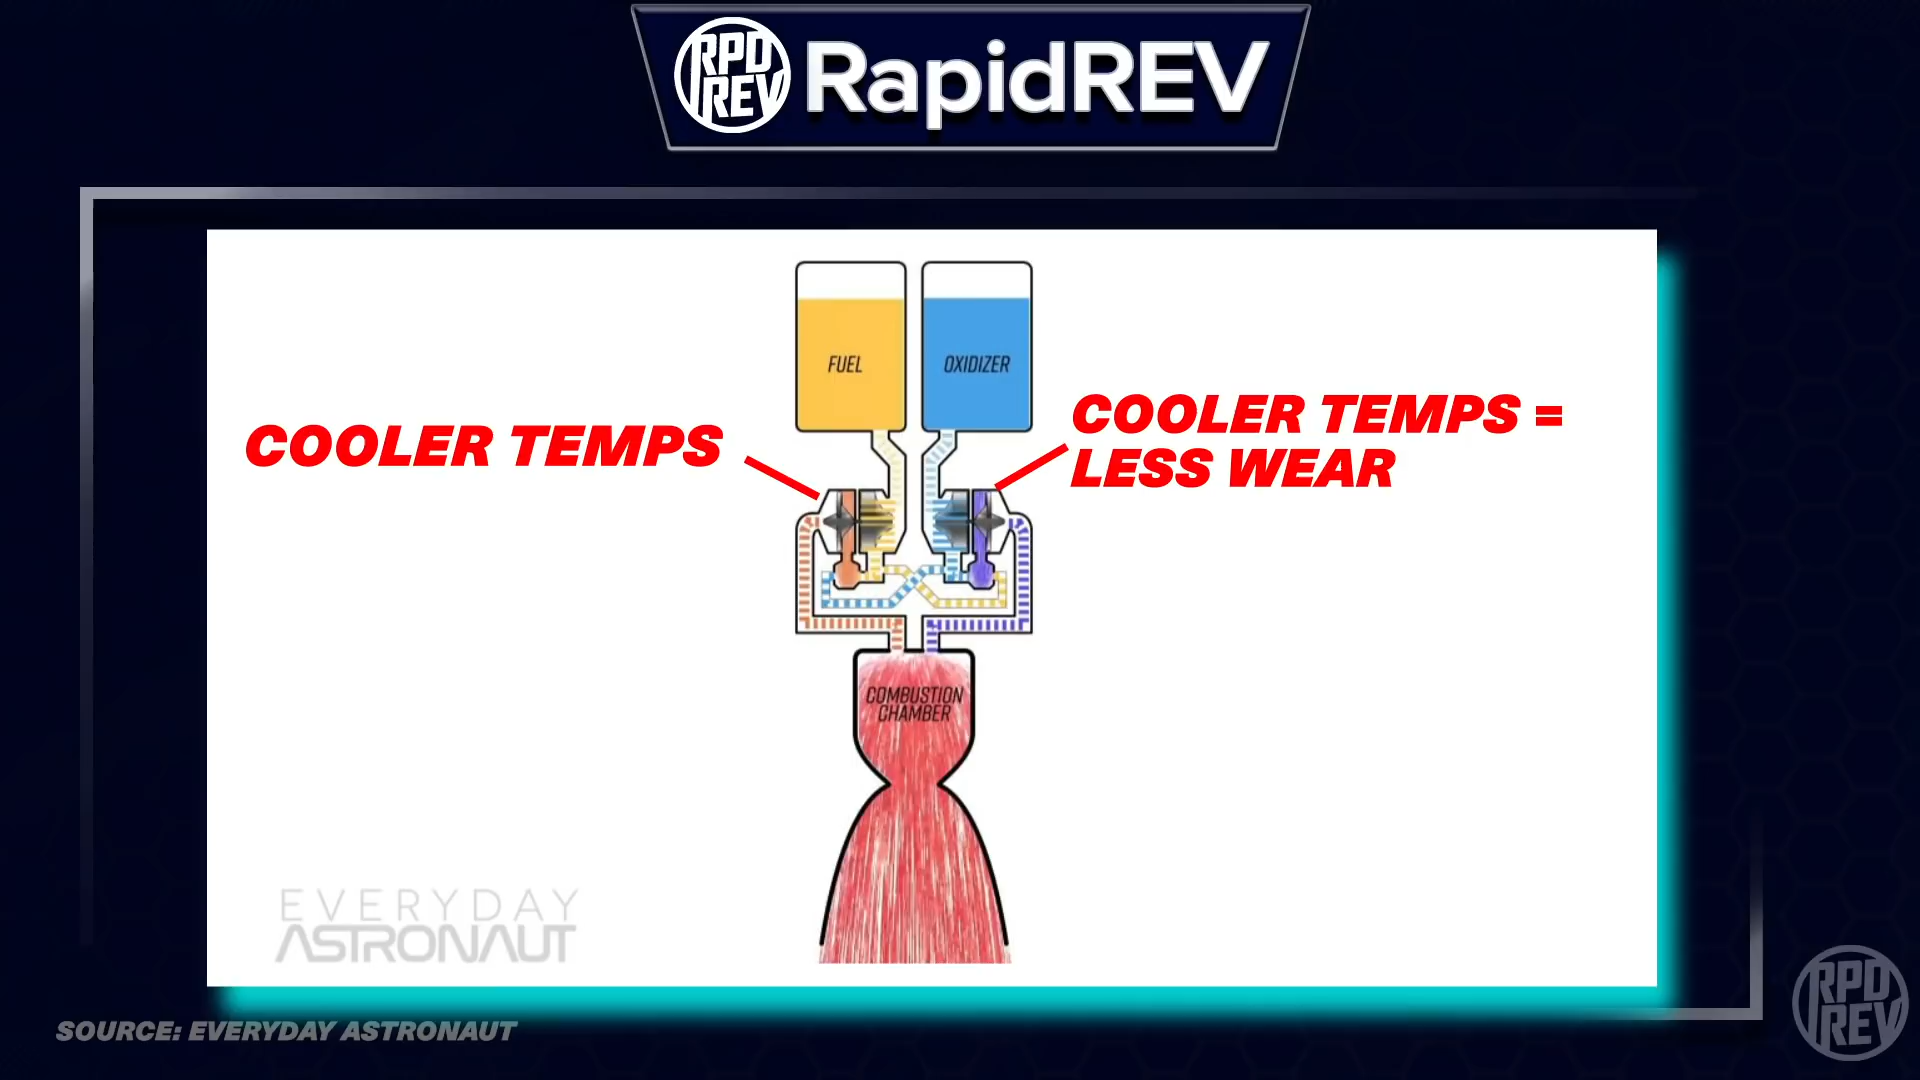 RPD
REV
RapidREV
FUEL
OXIDIZER
COOLER TEMPS
COOLER TEMPS =
LESS WEAR
COMBUSTION
CHAMBER
EVERYDAY
ASTRONAUT
SOURCE: EVERYDAY ASTRONAUT
RPD
REV